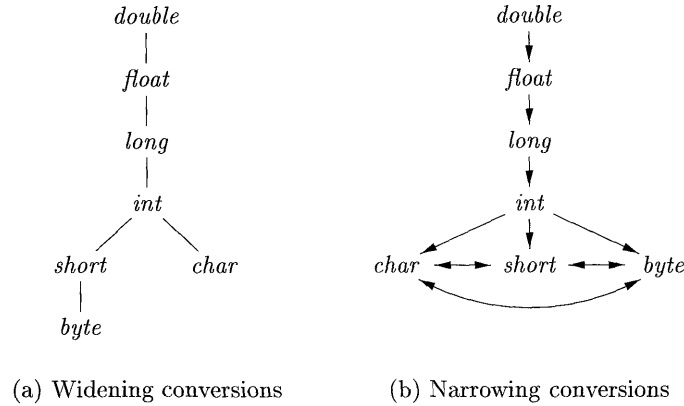 double
float
long
int
short char
byte
(a) Widening conversions
double
float
long
int
char short byte
(b) Narrowing conversions